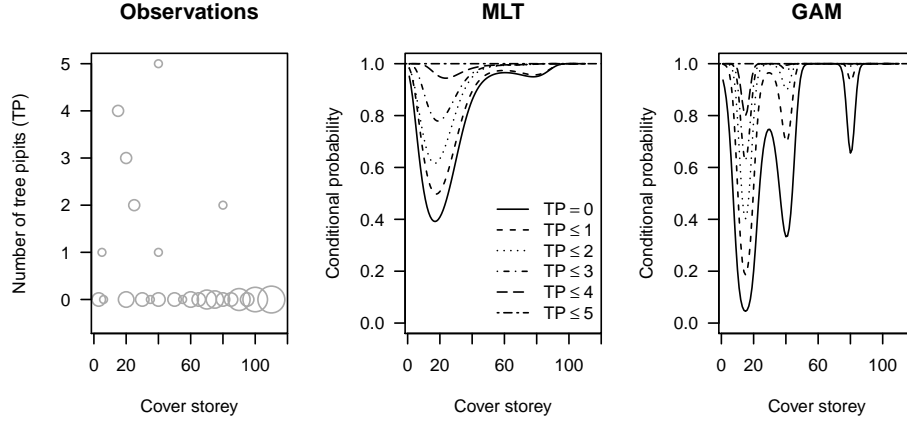 Observations
Number of tree pipits (TP)
5
4
3
2
1
0
0 20 60 100
Cover storey
MLT
Conditional probability
1.0
0.8
0.6
0.4
0.2
0.0
TP = 0
TP ≤ 1
TP ≤ 2
TP ≤ 3
TP ≤ 4
TP ≤ 5
0 20 60 100
Cover storey
GAM
Conditional probability
1.0
0.8
0.6
0.4
0.2
0.0
0 20 60 100
Cover storey